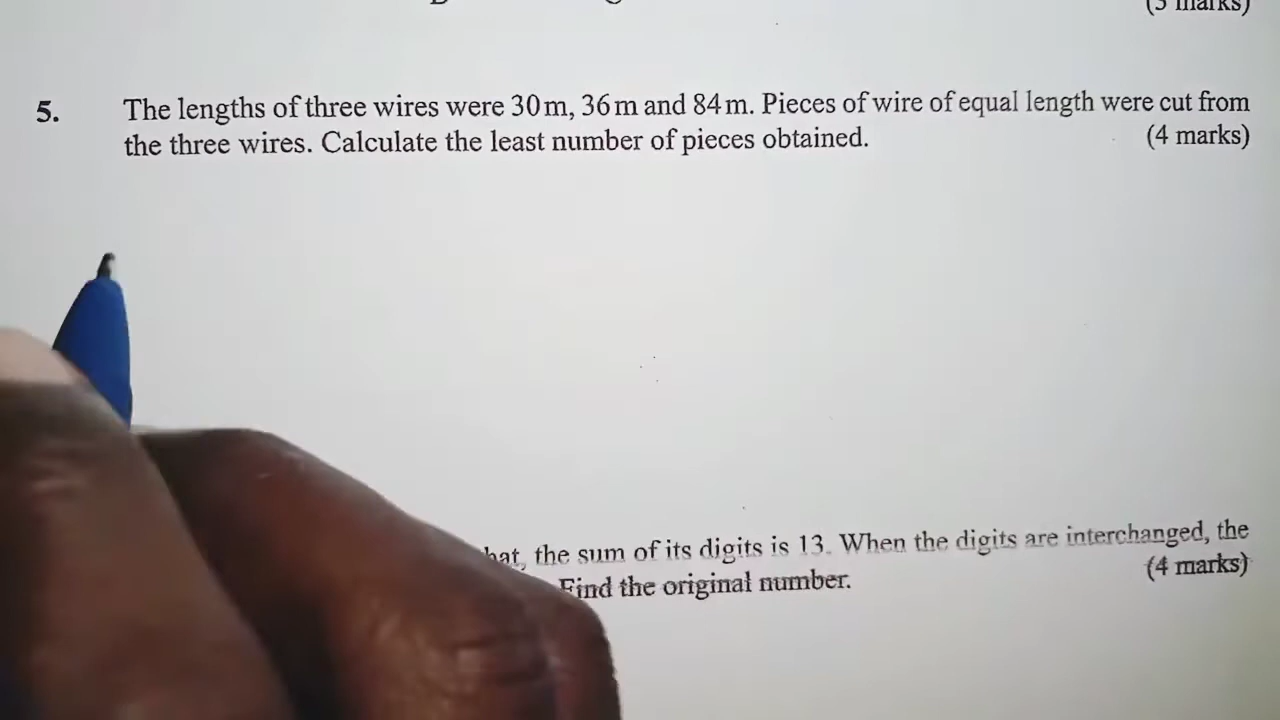 (3 marks)
5. The lengths of three wires were 30 m, 36 m and 84 m. Pieces of wire of equal length were cut from
the three wires. Calculate the least number of pieces obtained. (4 marks)
the sum of its digits is 13. When the digits are interchanged, the
Find the original number. (4 marks)